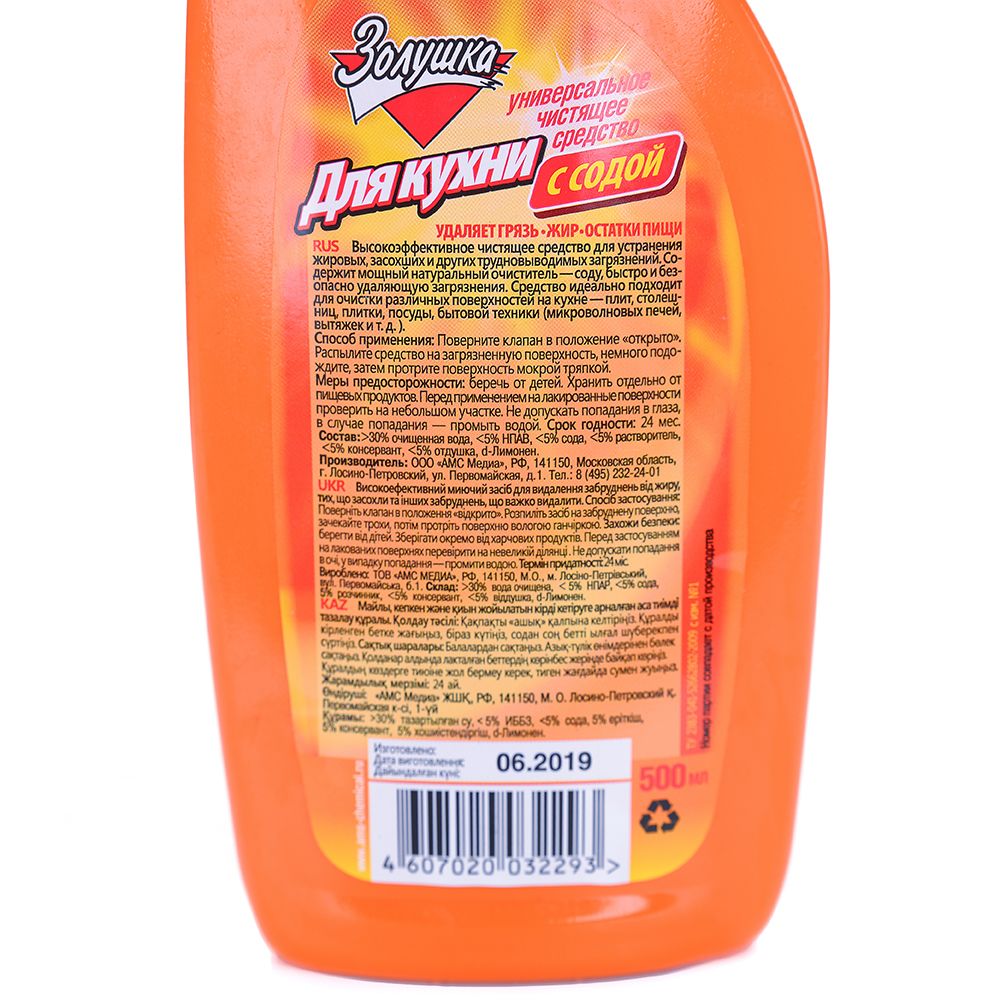 Золушка
универсальное
чистящее
средство
Для кухни
с содой
УДАЛЯЕТ ГРЯЗЬ•ЖИР•ОСТАТКИ ПИЩИ
RUS Высокоэффективное чистящее средство для устранения
жировых, засохших и других трудновыводимых загрязнений. Со-
держит мощный натуральный очиститель — соду, быстро и без-
опасно удаляющую загрязнения. Средство идеально подходит
для очистки различных поверхностей на кухне — плит, столеш-
ниц, плитки, посуды, бытовой техники (микроволновых печей,
вытяжек и т. д. ).
Способ применения: Поверните клапан в положение «открыто».
Распылите средство на загрязненную поверхность, немного подо-
ждите, затем протрите поверхность мокрой тряпкой.
Меры предосторожности: беречь от детей. Хранить отдельно от
пищевых продуктов. Перед применением на лакированные поверхности
проверить на небольшом участке. Не допускать попадания в глаза,
в случае попадания — промыть водой. Срок годности: 24 мес.
Состав:>30% очищенная вода, <5% НПАВ, <5% сода, <5% растворитель,
<5% консервант, <5% отдушка, d-Лимонен.
Производитель: ООО «АМС Медиа», РФ, 141150, Московская область,
г. Лосино-Петровский, ул. Первомайская, д.1. Тел.: 8 (495) 232-24-01
UKR Високоефективний миючий засіб для видалення забруднень від жиру,
тих, що засохли та інших забруднень, що важко видалити. Спосіб застосування:
Поверніть клапан в положення «відкрито». Розпиліть засіб на забруднену поверхню,
зачекайте трохи, потім протріть поверхню вологою ганчіркою. Захожи безпеки:
берегти від дітей. Зберігати окремо від харчових продуктів. Перед застосуванням
на лакованих поверхнях перевірити на невеликій ділянці. Не допускати попадання
в очі, у випадку попадання — промити водою. Термін придатності: 24 міс.
Вироблено: ТОВ «АМС МЕДИА», РФ, 141150, М.О., м. Лосино-Петрівський,
вул. Первомайська, б.1. Склад: >30% вода очищена, < 5% НПАР, <5% сода,
5% розчинник, <5% консервант, <5% віддушка, d-Лимонен.
KAZ Майлы, кепкен және қиын жойылатын кірді кетіруге арналған аса тиімді
тазалау құралы. Қолдау тәсілі: Қақпақты «ашық» қалпына келтіріңіз. Құралды
кірленген бетке жағыңыз, біраз күтіңіз, содан соң бетті ылғал шүберекпен
сүртіңіз. Сақтық шаралары: Балалардан сақтаңыз. Азық-түлік өнімдерінен бөлек
сақтаңыз. Қолданар алдында лакталған беттердің көрінбес жерінде байқап көріңіз.
Құралдың көздерге тиюіне жол бермеу керек, тиген жағдайда сумен жуыңыз.
Жарамдылық мерзімі: 24 ай.
Өндіруші: «АМС Медиа» ЖШҚ, РФ, 141150, М. О. Лосино-Петровский қ.
Первомайская к-сі, 1-үй
Құрамы: >30% тазартылған су, < 5% ИББЗ, <5% сода, 5% еріткіш,
5% консервант, 5% хошиістендіргіш, d-Лимонен.
Номер партии совпадает с датой производства
Изготовлено:
Дата виготовлення:
Дайындалған күні:
06.2019
500 мл
www.ams-chemical.ru
4 607020 032293 >